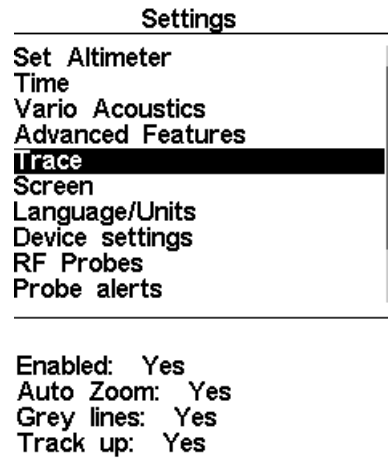 Settings
Set Altimeter
Time
Vario Acoustics
Advanced Features
Trace
Screen
Language/Units
Device settings
RF Probes
Probe alerts
Enabled: Yes
Auto Zoom: Yes
Grey lines: Yes
Track up: Yes